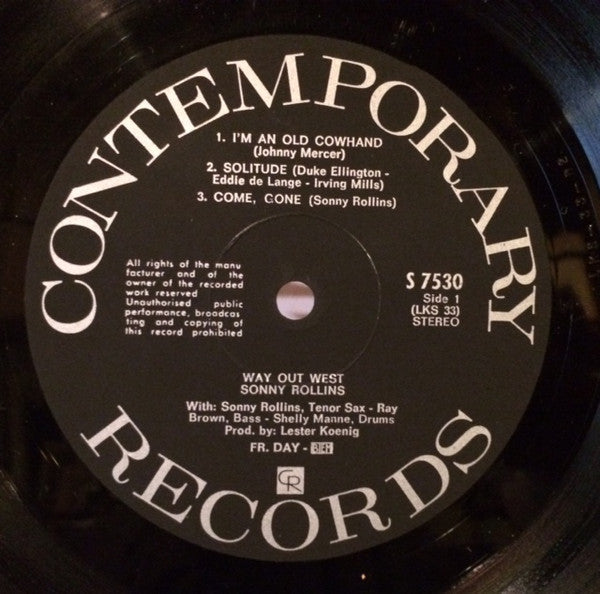 CONTEMPORARY
1. I'M AN OLD COWHAND
(Johnny Mercer)
2. SOLITUDE (Duke Ellington -
Eddie de Lange - Irving Mills)
3. COME, GONE (Sonny Rollins)
All rights of the manu
facturer and of the
owner of the recorded
work reserved
Unauthorised public
performance, broadcas
ting and copying of
this record prohibited
S 7530
Side 1
(LKS 33)
STEREO
WAY OUT WEST
SONNY ROLLINS
With: Sonny Rollins, Tenor Sax - Ray
Brown, Bass - Shelly Manne, Drums
Prod. by: Lester Koenig
FR. DAY - BIEM
CR
RECORDS